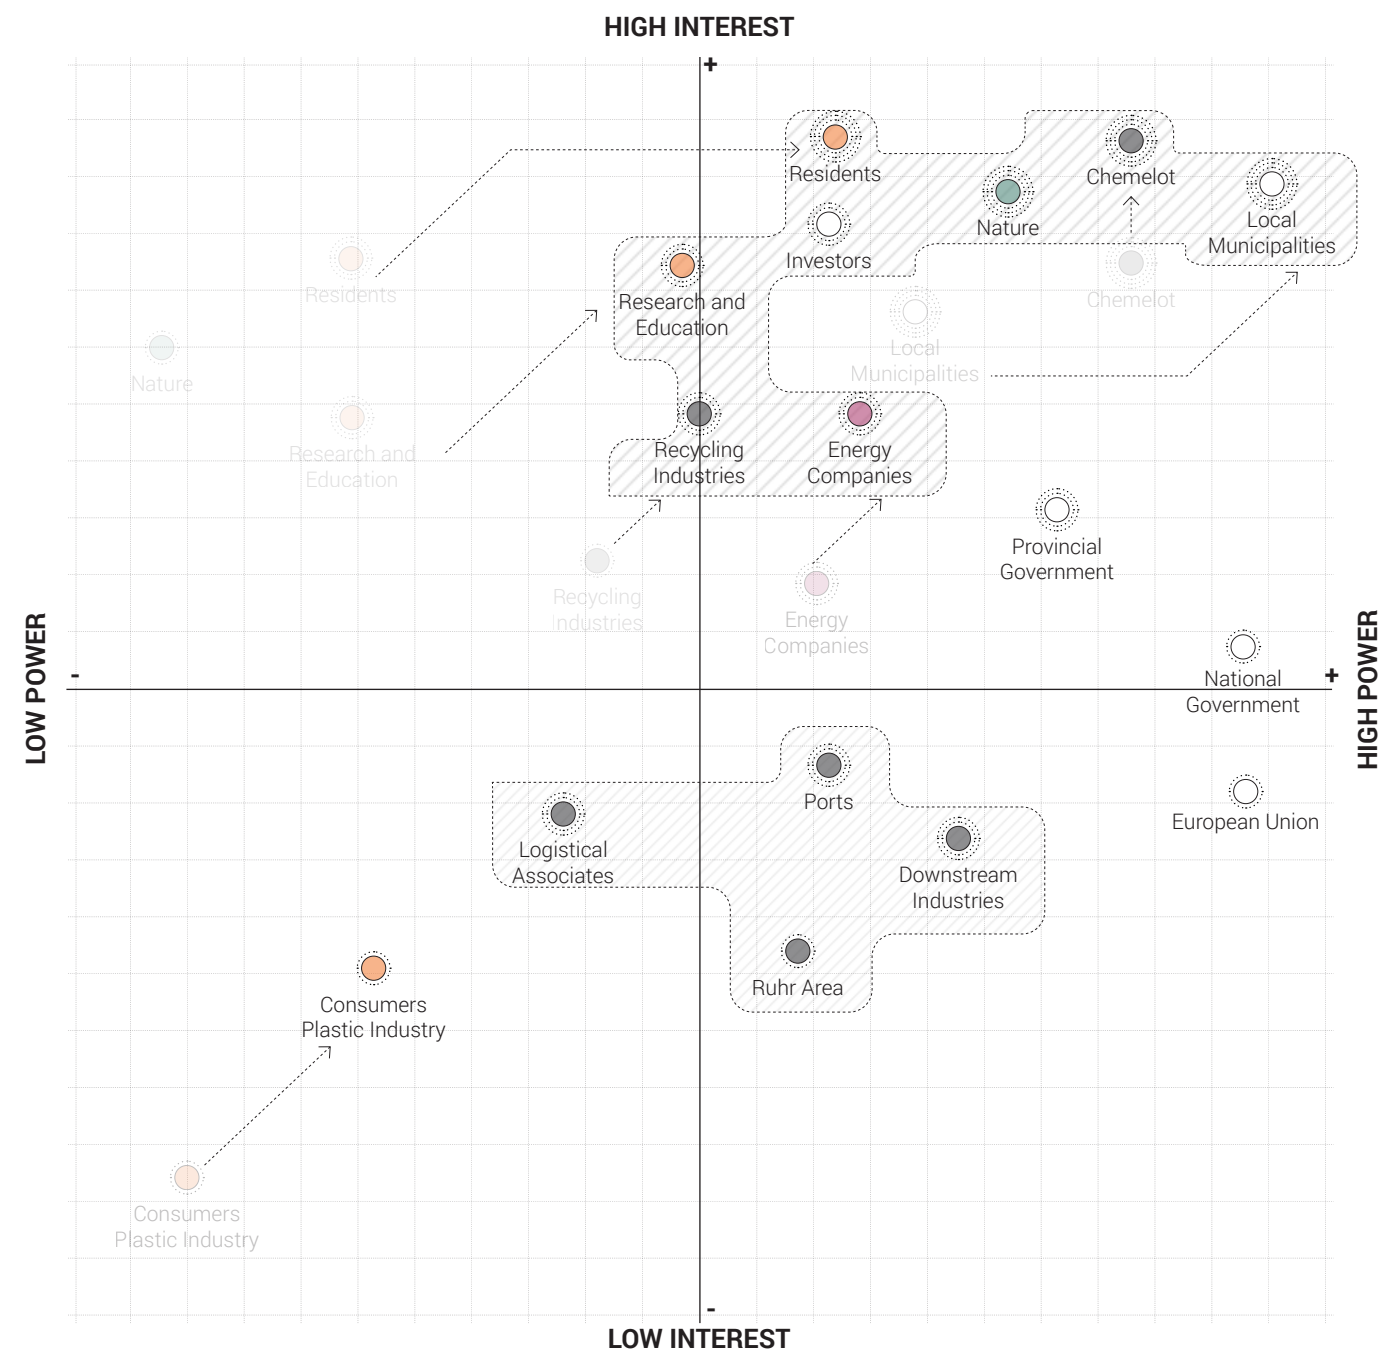 HIGH INTEREST
+
Residents
Chemelot
Nature
Local
Municipalities
Investors
Residents
Research and
Education
Chemelot
Local
Municipalities
Nature
Research and
Education
Recycling
Industries
Energy
Companies
Provincial
Government
Recycling
Industries
Energy
Companies
LOW POWER
-
National
Government
+
HIGH POWER
Ports
European Union
Logistical
Associates
Downstream
Industries
Ruhr Area
Consumers
Plastic Industry
Consumers
Plastic Industry
-
LOW INTEREST